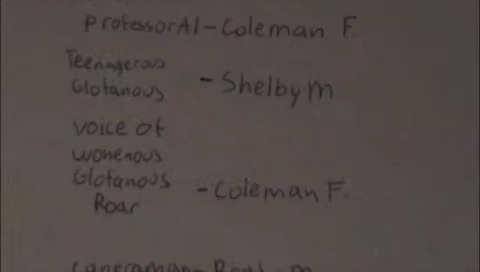 professorAl-Coleman F
Teenagerous
Glotanous - Shelby m
voice of
wonenous
Glotanous
Roar - Coleman F.